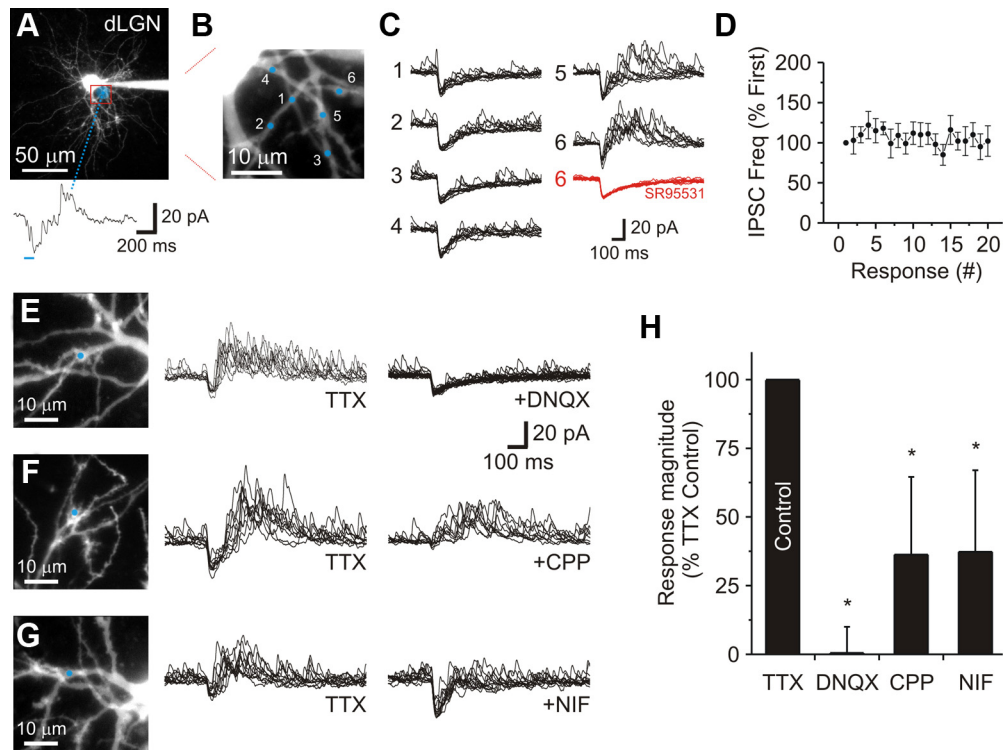 A
dLGN
50 μm
20 pA
200 ms
B
4
6
1
5
2
3
10 μm
C
1
2
3
4
5
6
6
SR95531
20 pA
100 ms
D
IPSC Freq (% First)
200
150
100
50
0
0 5 10 15 20
Response (#)
E
10 μm
TTX
+DNQX
20 pA
100 ms
F
10 μm
TTX
+CPP
G
10 μm
TTX
+NIF
H
Response magnitude
(% TTX Control)
100
75
50
25
0
Control
*
*
*
TTX DNQX CPP NIF